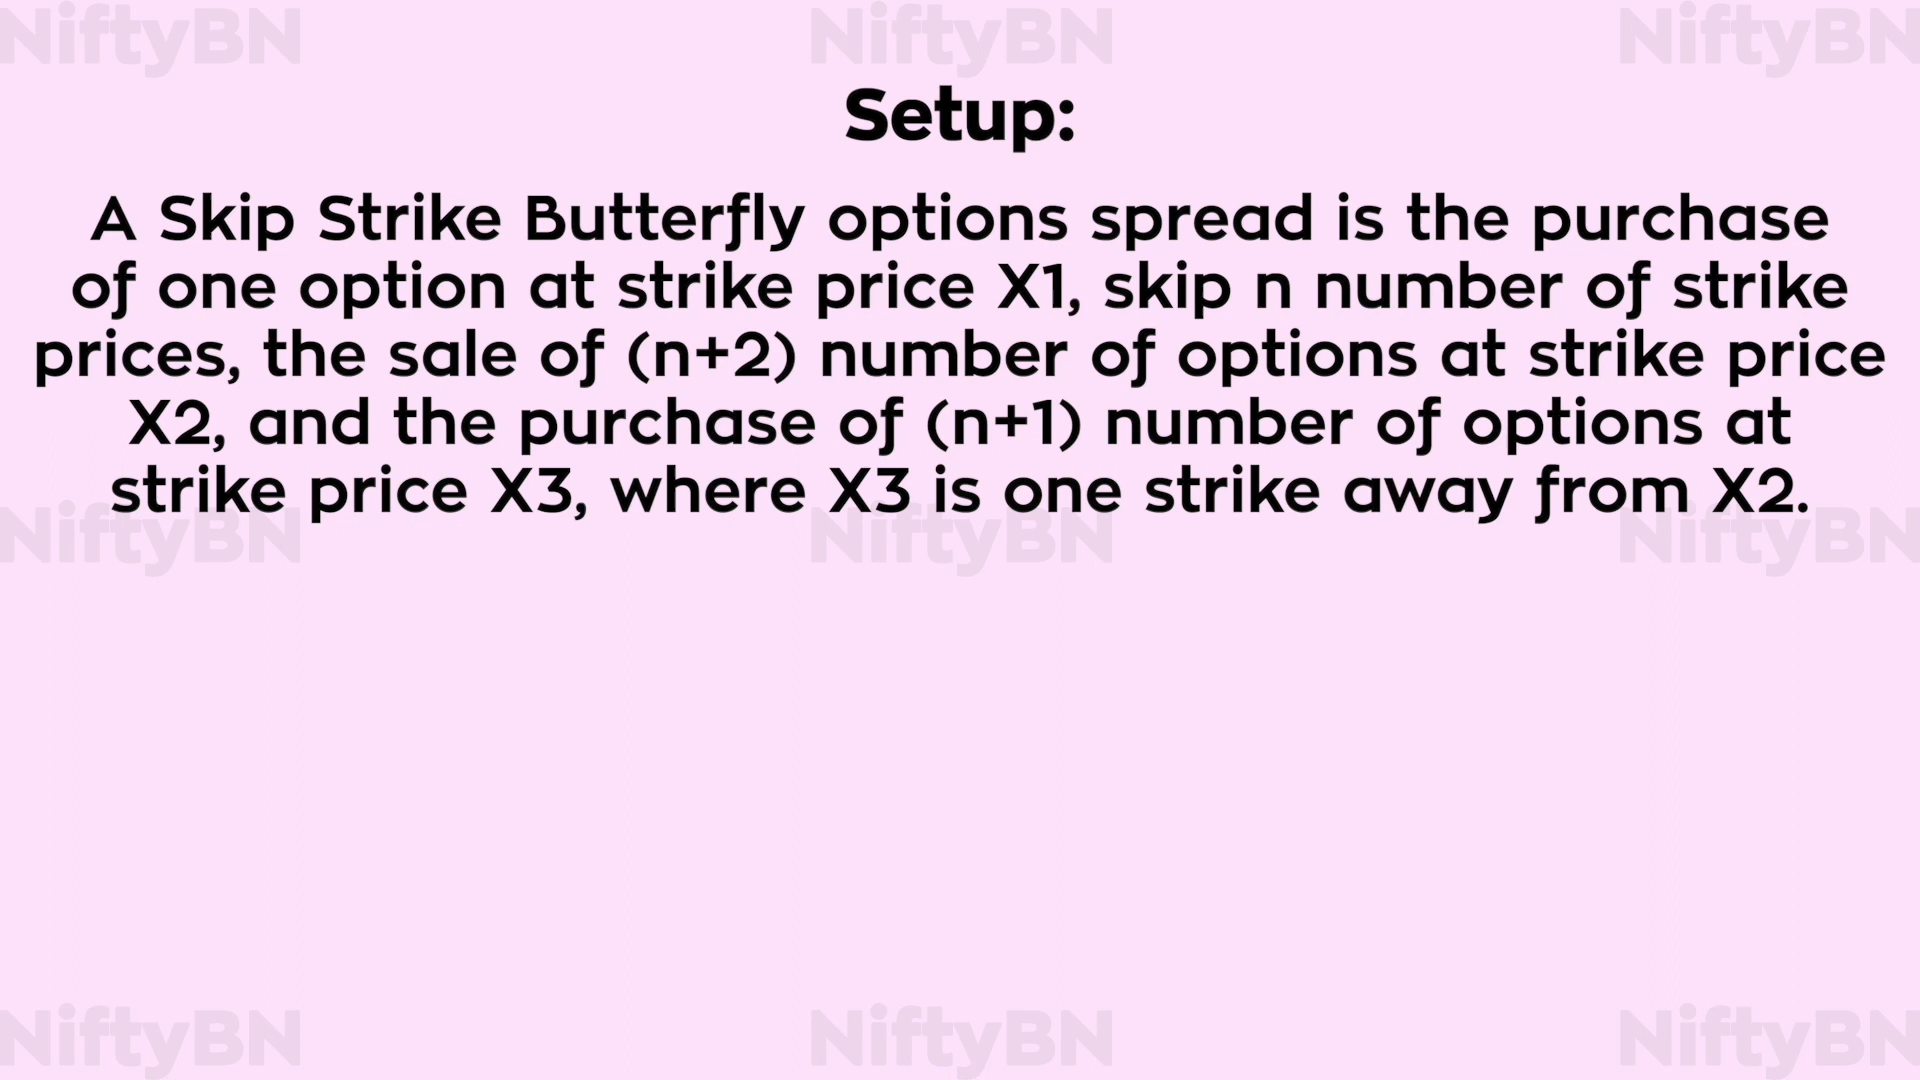 NiftyBN NiftyBN NiftyBN
Setup:
A Skip Strike Butterfly options spread is the purchase
of one option at strike price X1, skip n number of strike
prices, the sale of (n+2) number of options at strike price
X2, and the purchase of (n+1) number of options at
strike price X3, where X3 is one strike away from X2.
NiftyBN NiftyBN NiftyBN
NiftyBN NiftyBN NiftyBN